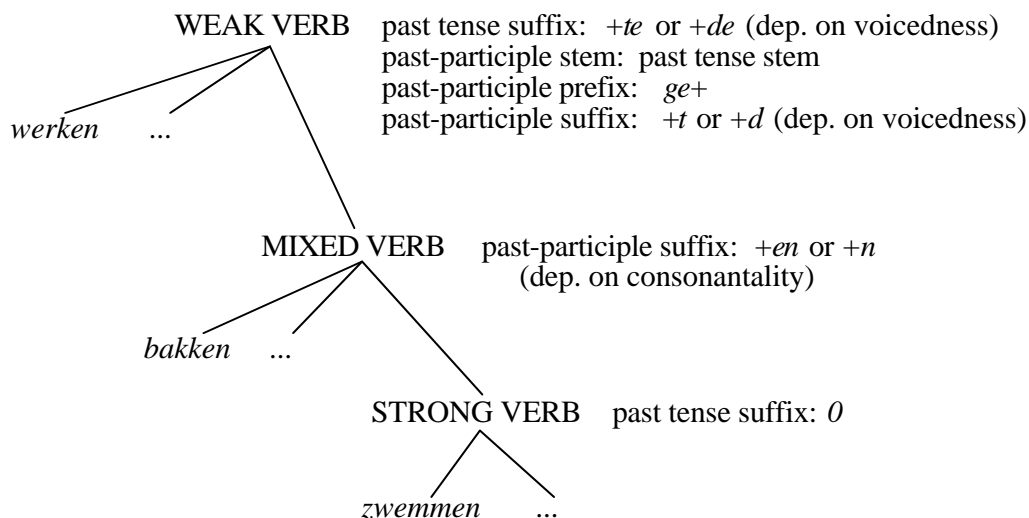 WEAK VERB past tense suffix: +te or +de (dep. on voicedness)
past-participle stem: past tense stem
past-participle prefix: ge+
past-participle suffix: +t or +d (dep. on voicedness)
werken ...
MIXED VERB past-participle suffix: +en or +n
(dep. on consonantality)
bakken ...
STRONG VERB past tense suffix: 0
zwemmen ...